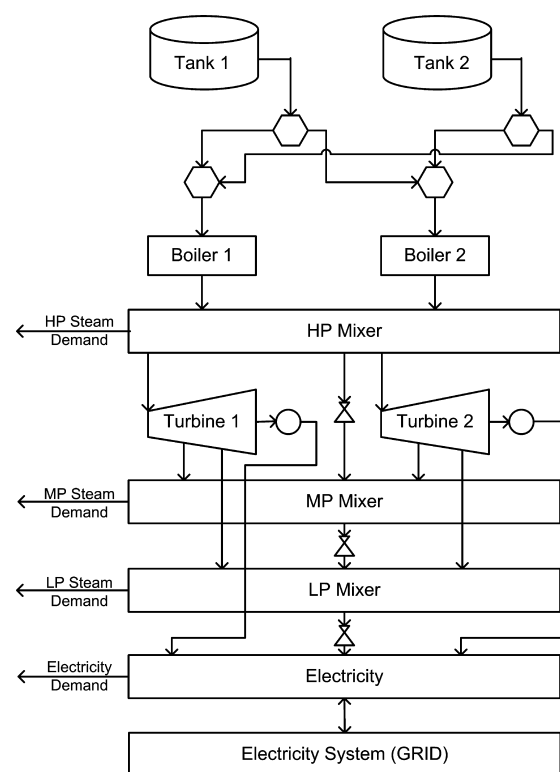 Tank 1
Tank 2
Boiler 1
Boiler 2
HP Steam
Demand
HP Mixer
Turbine 1
Turbine 2
MP Steam
Demand
MP Mixer
LP Steam
Demand
LP Mixer
Electricity
Demand
Electricity
Electricity System (GRID)